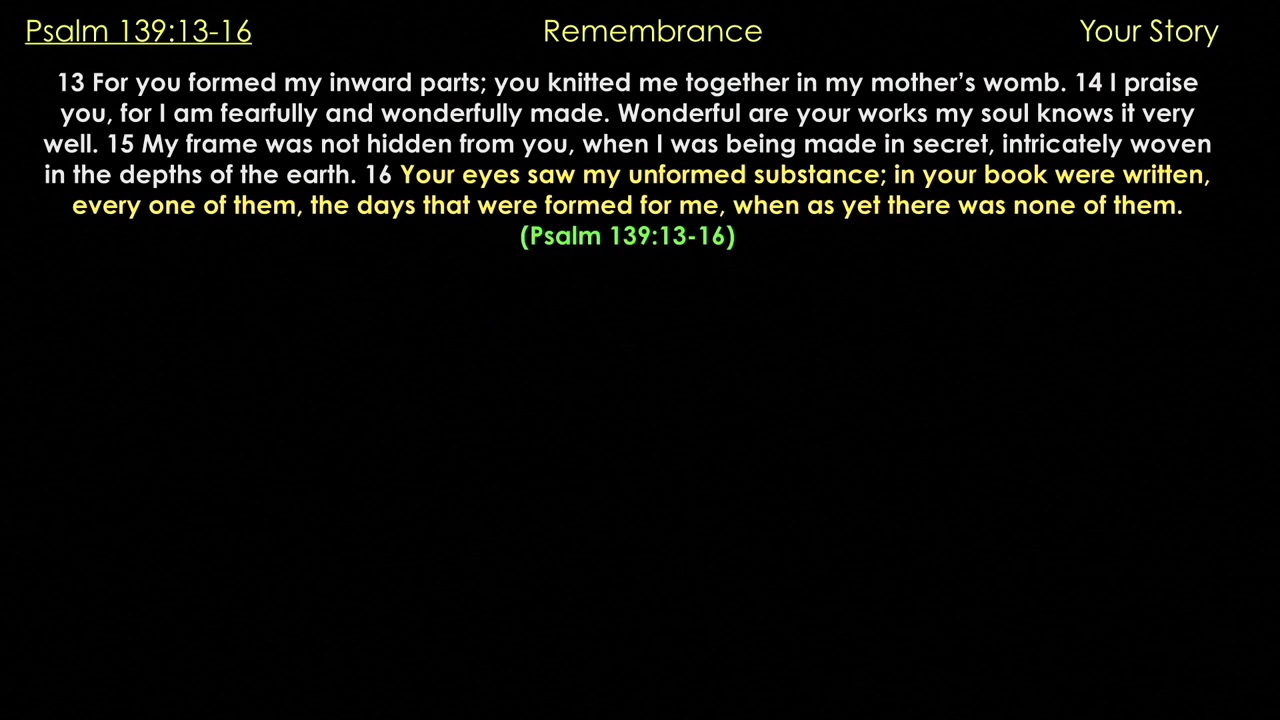 Psalm 139:13-16 Remembrance Your Story
13 For you formed my inward parts; you knitted me together in my mother’s womb. 14 I praise
you, for I am fearfully and wonderfully made. Wonderful are your works my soul knows it very
well. 15 My frame was not hidden from you, when I was being made in secret, intricately woven
in the depths of the earth. 16 Your eyes saw my unformed substance; in your book were written,
every one of them, the days that were formed for me, when as yet there was none of them.
(Psalm 139:13-16)